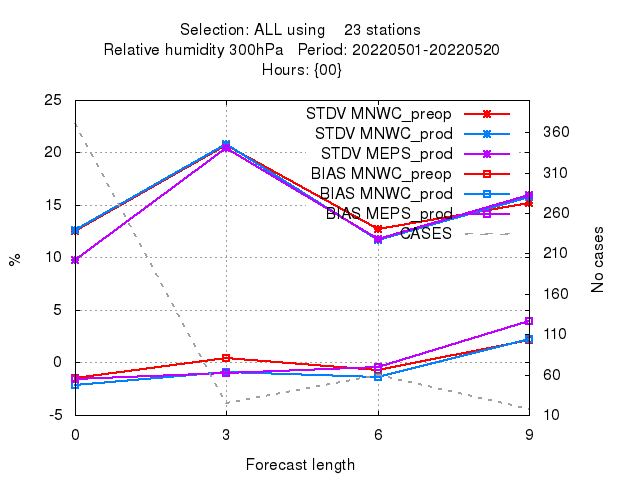 Selection: ALL using 23 stations
Relative humidity 300hPa Period: 20220501-20220520
Hours: {00}
25
20
15
10
5
0
-5
%
STDV MNWC_preop
STDV MNWC_prod
STDV MEPS_prod
BIAS MNWC_preop
BIAS MNWC_prod
BIAS MEPS_prod
CASES
360
310
260
210
160
110
60
10
No cases
0 3 6 9
Forecast length